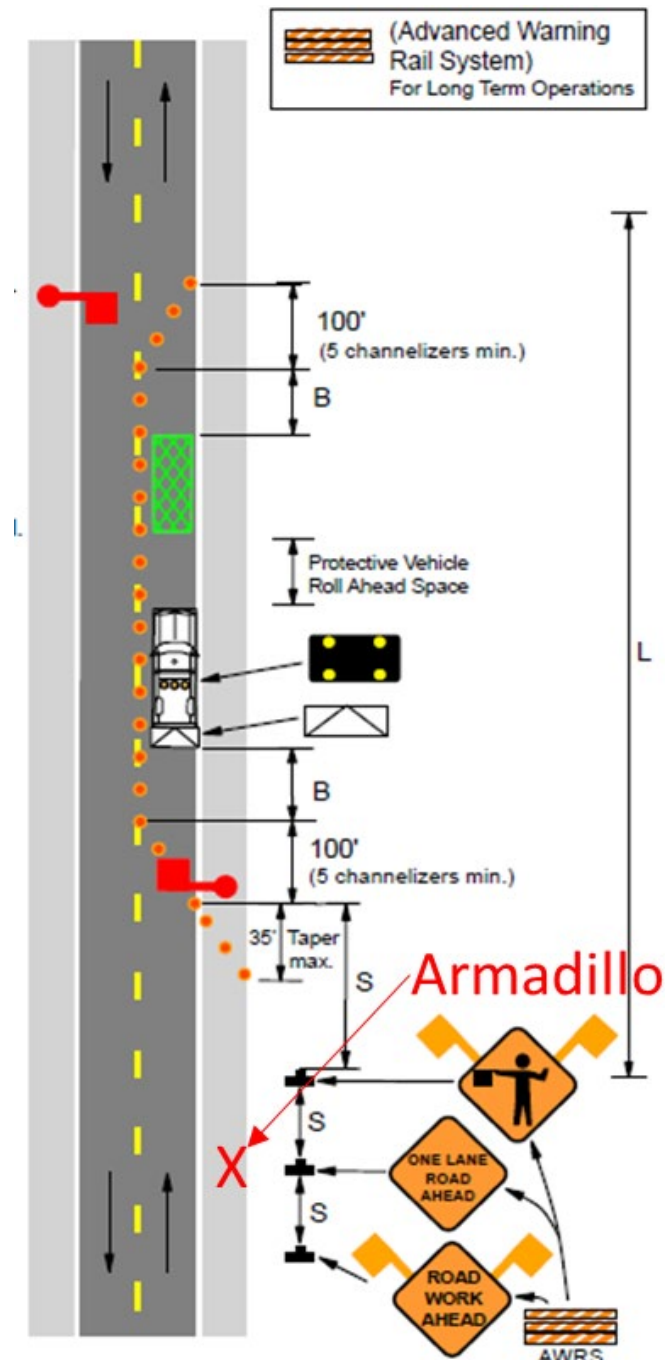 (Advanced Warning
Rail System)
For Long Term Operations
100'
(5 channelizers min.)
B
Protective Vehicle
Roll Ahead Space
L
B
100'
(5 channelizers min.)
35' Taper
max.
S
Armadillo
S
X
ONE LANE
ROAD
AHEAD
S
ROAD
WORK
AHEAD
AWRS